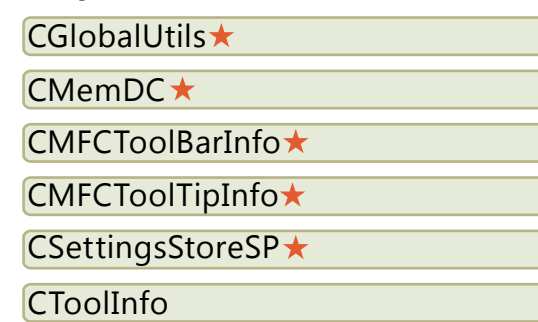 CGlobalUtils★
CMemDC★
CMFCToolBarInfo★
CMFCToolTipInfo★
CSettingsStoreSP★
CToolInfo